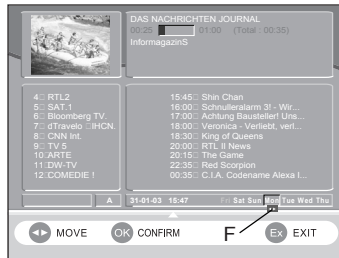 DAS NACHRICHTEN JOURNAL
00:25 01:00 (Total : 00:35)
InformagazinS
4□ RTL2
5□ SAT.1
6□ Bloomberg TV.
7□ dTravelo □IHCN.
8□ CNN Int.
9□ TV 5
10□ARTE
11□DW-TV
12□COMEDIE !
15:45□ Shin Chan
16:00□ Schnulleralarm 3! - Wir...
17:00□ Achtung Bausteller! Uns...
18:00□ Veronica - Verliebt, verl...
18:30□ King of Queens
20:00□ RTL II News
20:15□ The Game
22:35□ Red Scorpion
00:35□ C.I.A. Codename Alexa I...
A 31-01-03 15:47 Fri Sat Sun Mon Tue Wed Thu
MOVE OK CONFIRM F Ex EXIT